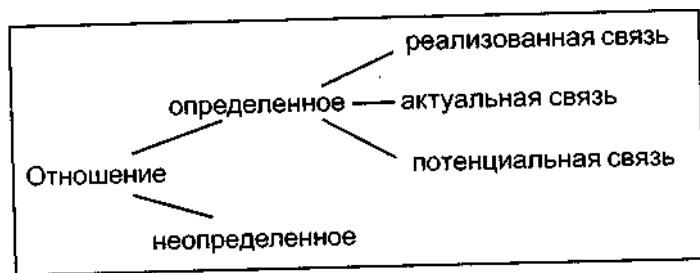 реализованная связь
определенное
актуальная связь
потенциальная связь
Отношение
неопределенное